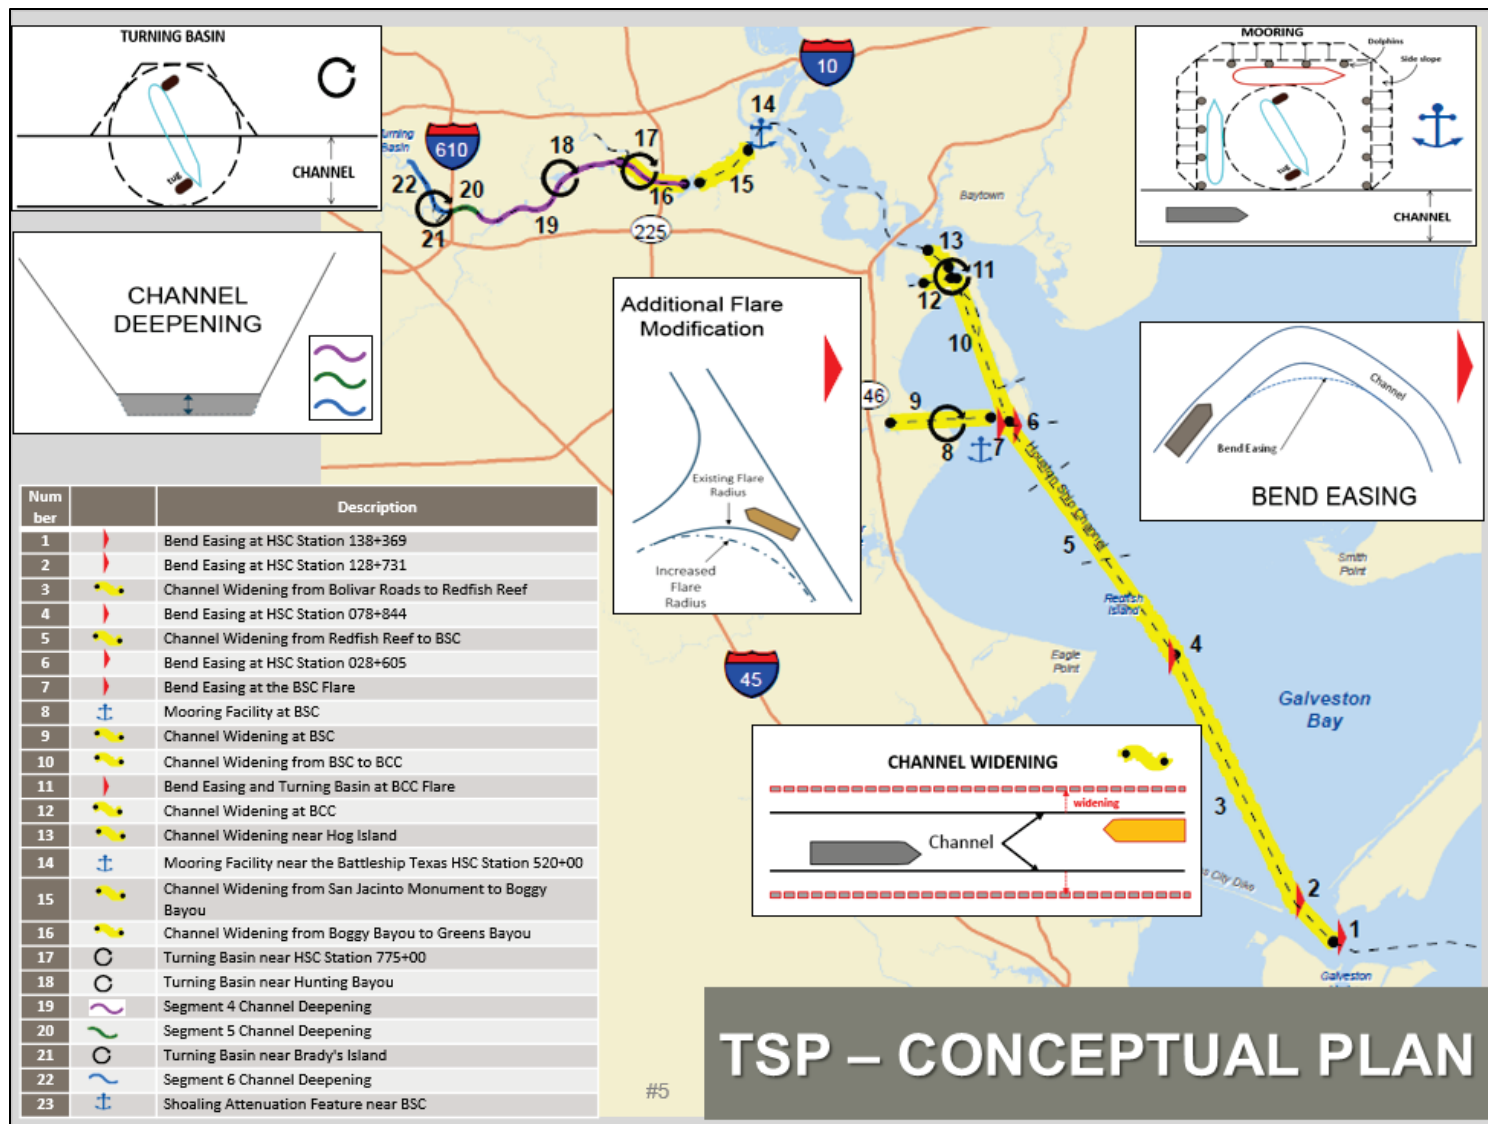 TURNING BASIN
tug
CHANNEL
CHANNEL
DEEPENING
10
610
225
46
45
Turning
Basin
14
17
18
22
20
16
15
19
21
13
11
12
10
9
8
7
6
5
4
3
2
1
Baytown
Houston Ship Channel
Redfish
Island
Smith
Point
Eagle
Point
Galveston
Bay
City Dike
Galveston
MOORING
Dolphins
Side slope
tug
CHANNEL
Additional Flare
Modification
Existing Flare
Radius
Increased
Flare
Radius
Channel
Bend Easing
BEND EASING
CHANNEL WIDENING
widening
Channel
Num
ber
Description
1 Bend Easing at HSC Station 138+369
2 Bend Easing at HSC Station 128+731
3 Channel Widening from Bolivar Roads to Redfish Reef
4 Bend Easing at HSC Station 078+844
5 Channel Widening from Redfish Reef to BSC
6 Bend Easing at HSC Station 028+605
7 Bend Easing at the BSC Flare
8 Mooring Facility at BSC
9 Channel Widening at BSC
10 Channel Widening from BSC to BCC
11 Bend Easing and Turning Basin at BCC Flare
12 Channel Widening at BCC
13 Channel Widening near Hog Island
14 Mooring Facility near the Battleship Texas HSC Station 520+00
15 Channel Widening from San Jacinto Monument to Boggy
Bayou
16 Channel Widening from Boggy Bayou to Greens Bayou
17 Turning Basin near HSC Station 775+00
18 Turning Basin near Hunting Bayou
19 Segment 4 Channel Deepening
20 Segment 5 Channel Deepening
21 Turning Basin near Brady's Island
22 Segment 6 Channel Deepening
23 Shoaling Attenuation Feature near BSC
#5
TSP – CONCEPTUAL PLAN